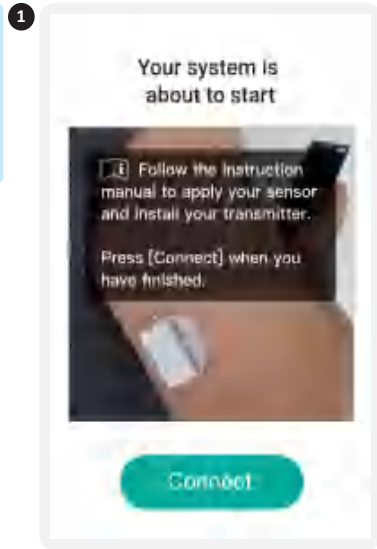 1
Your system is
about to start
Follow the Instruction
manual to apply your sensor
and install your transmitter.
Press [Connect] when you
have finished.
Connect